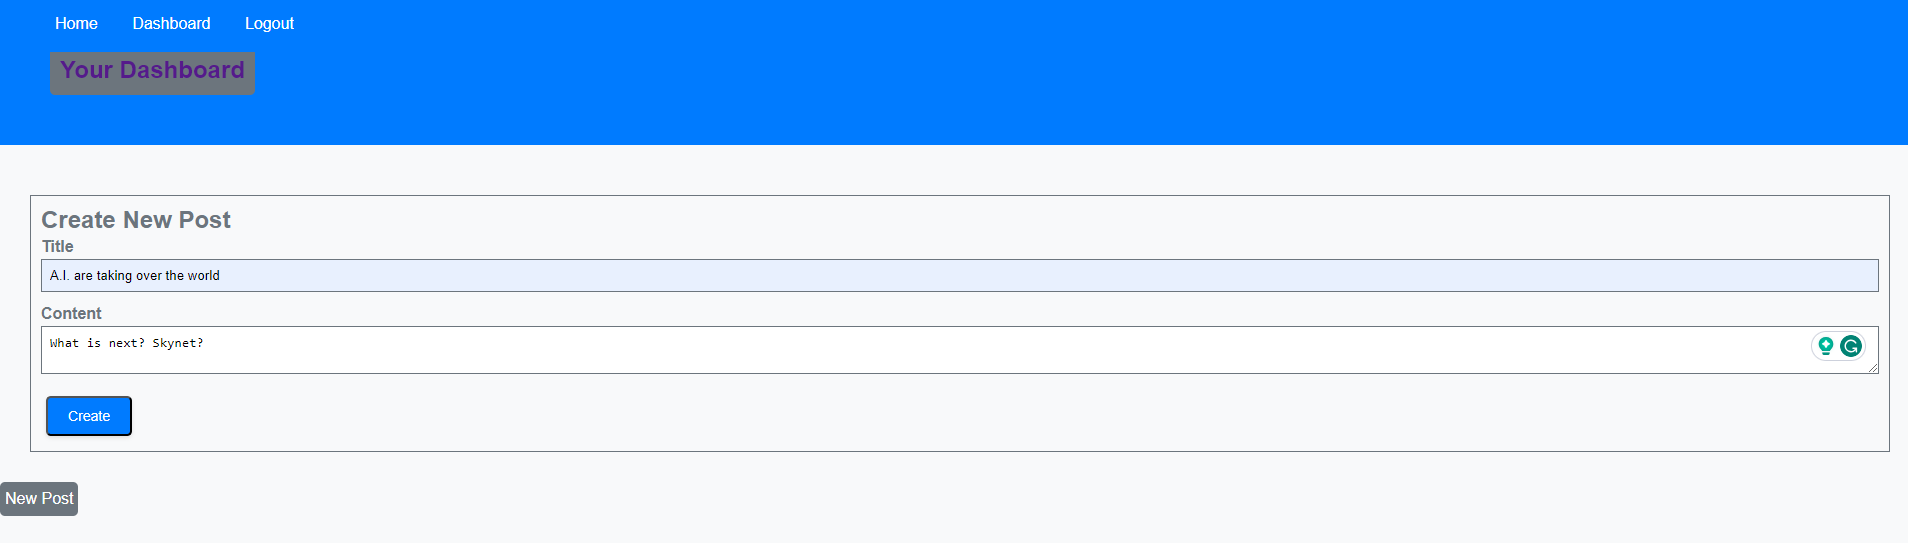 Home Dashboard Logout
Your Dashboard
Create New Post
Title
A.I. are taking over the world
Content
What is next? Skynet?
Create
New Post